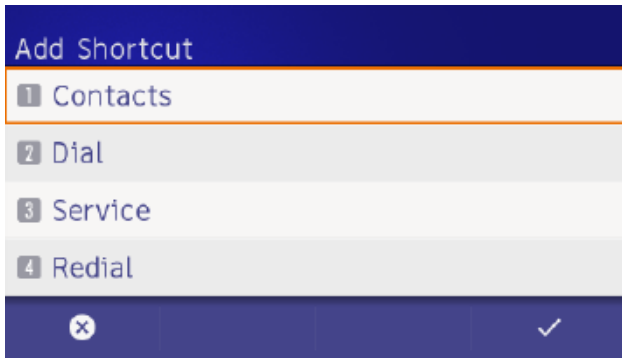 Add Shortcut
1 Contacts
2 Dial
3 Service
4 Redial